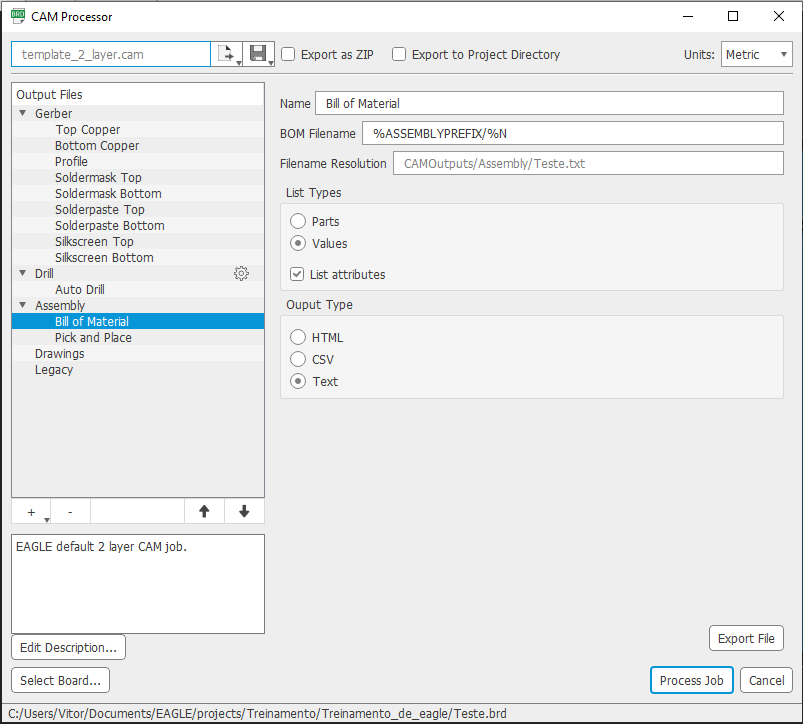 CAM Processor
template_2_layer.cam
Export as ZIP
Export to Project Directory
Units:
Metric
Output Files
Gerber
Top Copper
Bottom Copper
Profile
Soldermask Top
Soldermask Bottom
Solderpaste Top
Solderpaste Bottom
Silkscreen Top
Silkscreen Bottom
Drill
Auto Drill
Assembly
Bill of Material
Pick and Place
Drawings
Legacy
+
-
EAGLE default 2 layer CAM job.
Edit Description...
Select Board...
Name
Bill of Material
BOM Filename
%ASSEMBLYPREFIX/%N
Filename Resolution
CAMOutputs/Assembly/Teste.txt
List Types
Parts
Values
List attributes
Ouput Type
HTML
CSV
Text
Export File
Process Job
Cancel
C:/Users/Vitor/Documents/EAGLE/projects/Treinamento/Treinamento_de_eagle/Teste.brd